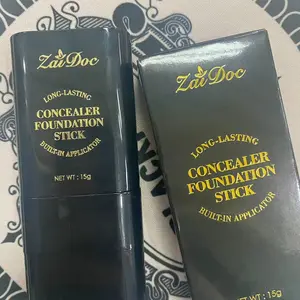 ZaiDoc
LONG-LASTING
CONCEALER
FOUNDATION
STICK
BUILT-IN APPLICATOR
NET WT : 15g
ZaiDoc
LONG-LASTING
CONCEALER
FOUNDATION
STICK
BUILT-IN APPLICATOR
NET WT : 15g